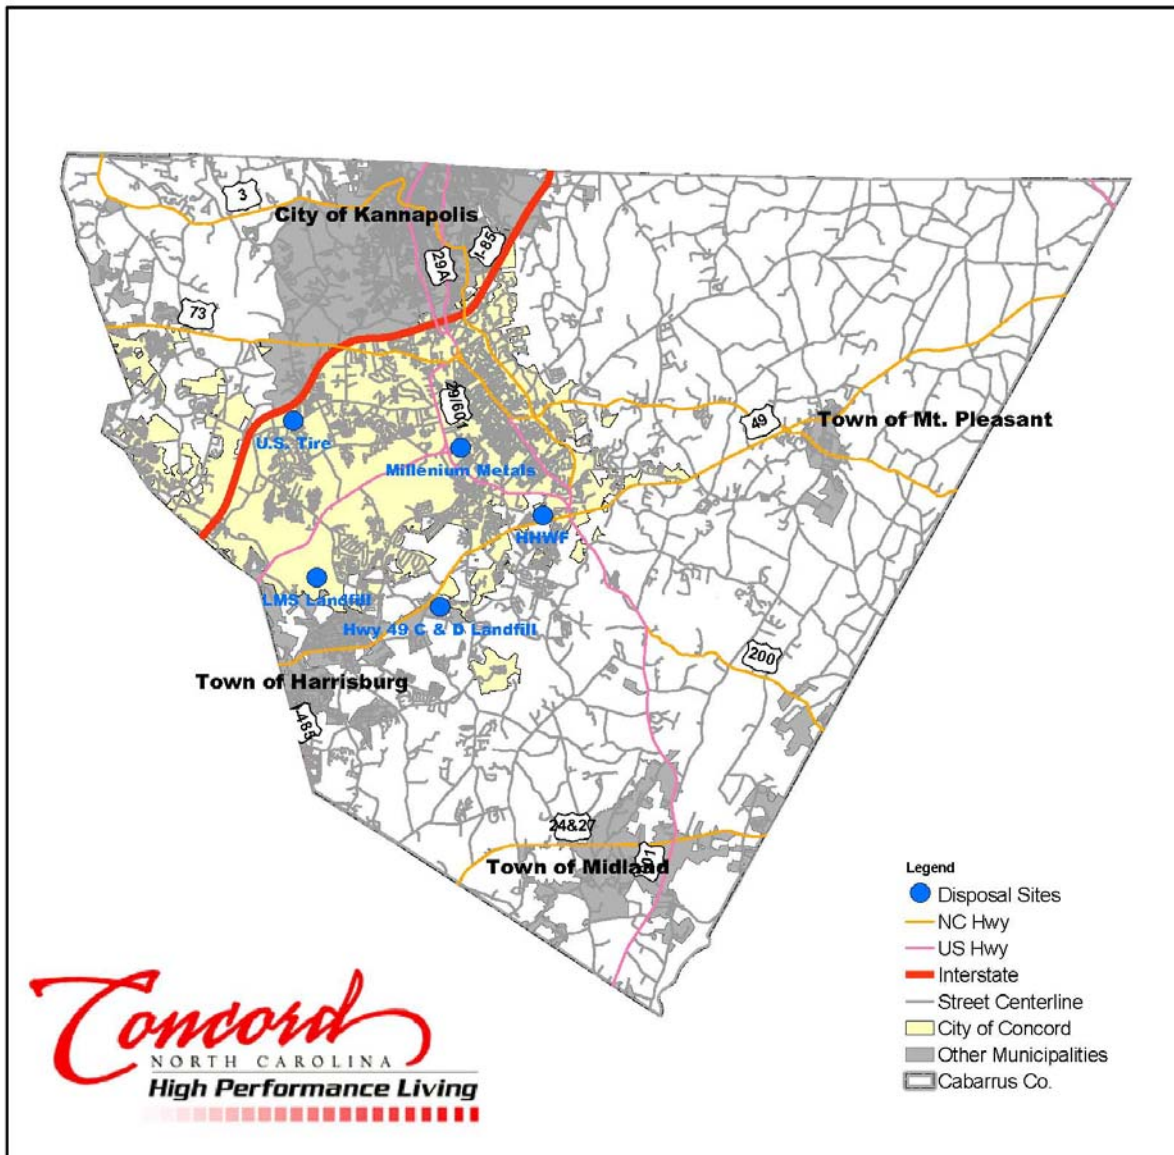 3
City of Kannapolis
I-85
29A
73
29/601
49
Town of Mt. Pleasant
U.S. Tire
Millenium Metals
HHWF
LMS Landfill
Hwy 49 C & D Landfill
200
Town of Harrisburg
I-485
24&27
Town of Midland
601
Legend
Disposal Sites
NC Hwy
US Hwy
Interstate
Street Centerline
City of Concord
Other Municipalities
Cabarrus Co.
Concord
NORTH CAROLINA
High Performance Living